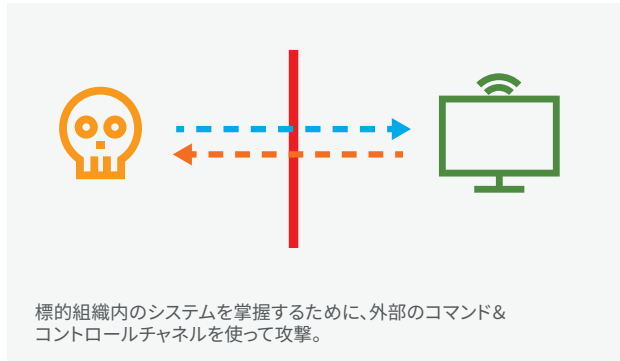 標的組織内のシステムを掌握するために、外部のコマンド&
コントロールチャネルを使って攻撃。